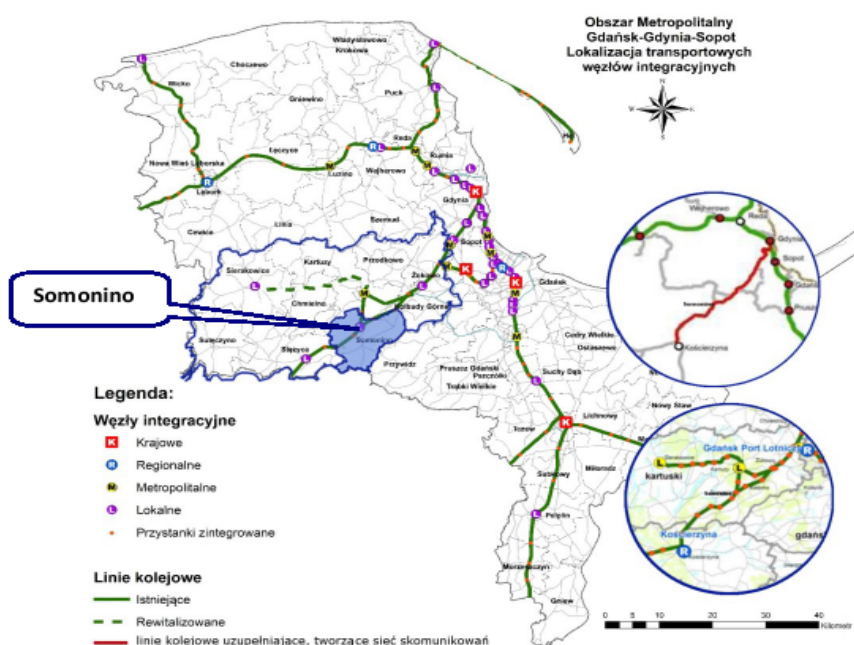 Obszar Metropolitalny
Gdańsk-Gdynia-Sopot
Lokalizacja transportowych
węzłów integracyjnych
Władysławowo
Krokowa
Choczewo
Wicko
Gniewino
Puck
Łęczyce
Reda
Rumia
Nowa Wieś Lęborska
Luzino
Wejherowo
Lębork
Gdynia
Cewice
Linia
Szemud
Sopot
Kartuzy
Przodkowo
Sierakowice
Żukowo
Chmielno
Gdańsk
Kolbudy Górne
Somonino
Sulęczyno
Stężyca
Somonino
Przywidz
Cedry Wielkie
Ostaszewo
Pruszcz Gdański
Pszczółki
Trąbki Wielkie
Suchy Dąb
Lichnowy
Nowy Staw
Tczew
Subkowy
Miłoradz
Pelplin
Morzeszczyn
Gniew
Wejherowo
Reda
Gdynia
Sopot
Gdańsk
Kościerzyna
Gdańsk Port Lotniczy
kartuski
Kartuzy
Kościerzyna
Legenda:
Węzły integracyjne
K Krajowe
R Regionalne
M Metropolitalne
L Lokalne
Przystanki zintegrowane
Linie kolejowe
Istniejące
Rewitalizowane
linie kolejowe uzupełniające, tworzące sieć skomunikowań
0 5 10 20 30 40
Kilometr